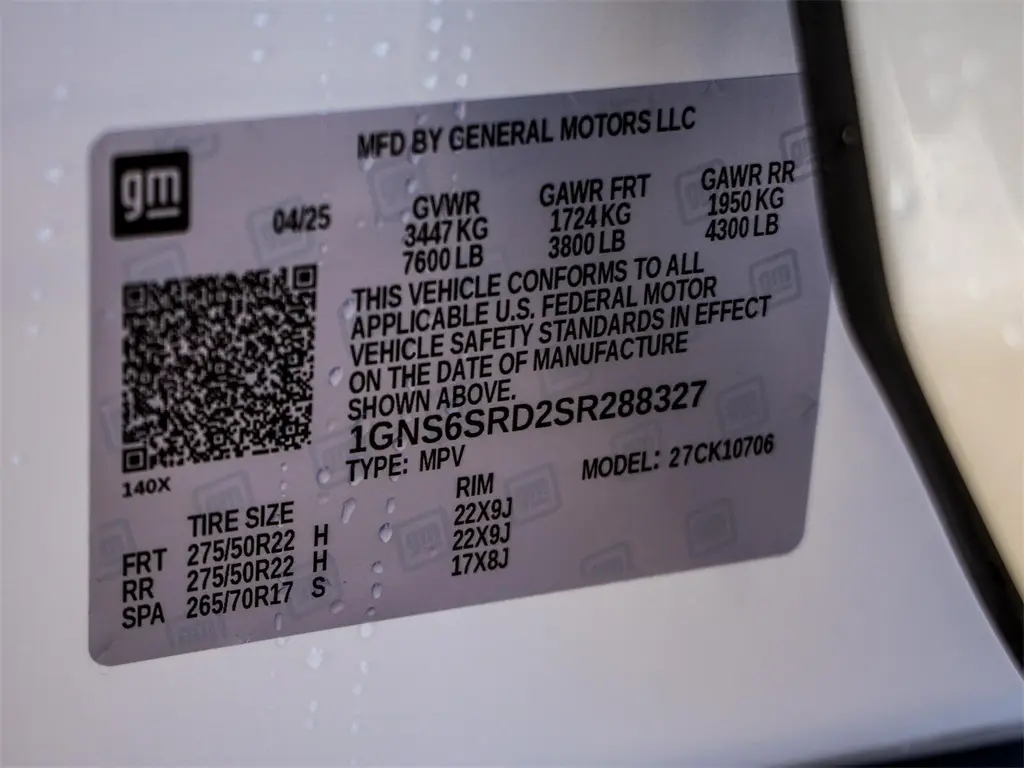 gm
MFD BY GENERAL MOTORS LLC
04/25
GVWR GAWR FRT GAWR RR
3447 KG 1724 KG 1950 KG
7600 LB 3800 LB 4300 LB
THIS VEHICLE CONFORMS TO ALL
APPLICABLE U.S. FEDERAL MOTOR
VEHICLE SAFETY STANDARDS IN EFFECT
ON THE DATE OF MANUFACTURE
SHOWN ABOVE.
1GNS6SRD2SR288327
TYPE: MPV MODEL: 27CK10706
140X
TIRE SIZE RIM
FRT 275/50R22 H 22X9J
RR 275/50R22 H 22X9J
SPA 265/70R17 S 17X8J